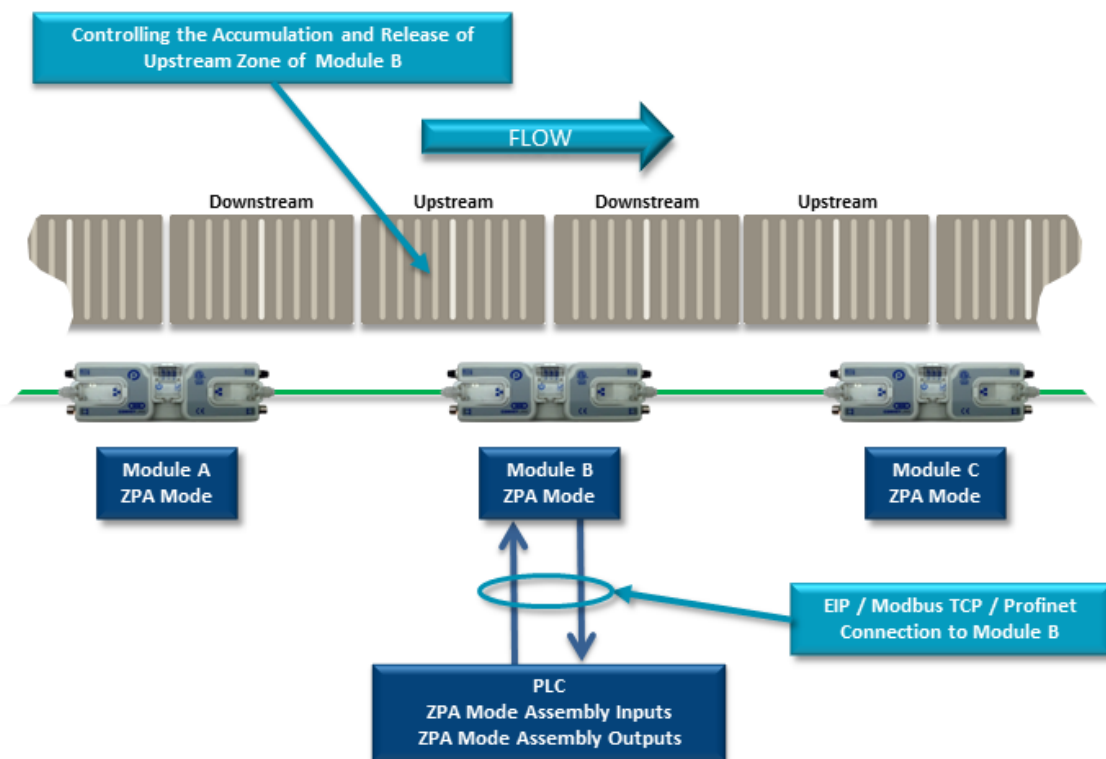 Controlling the Accumulation and Release of
Upstream Zone of Module B
FLOW
Downstream
Upstream
Downstream
Upstream
Module A
ZPA Mode
Module B
ZPA Mode
Module C
ZPA Mode
EIP / Modbus TCP / Profinet
Connection to Module B
PLC
ZPA Mode Assembly Inputs
ZPA Mode Assembly Outputs